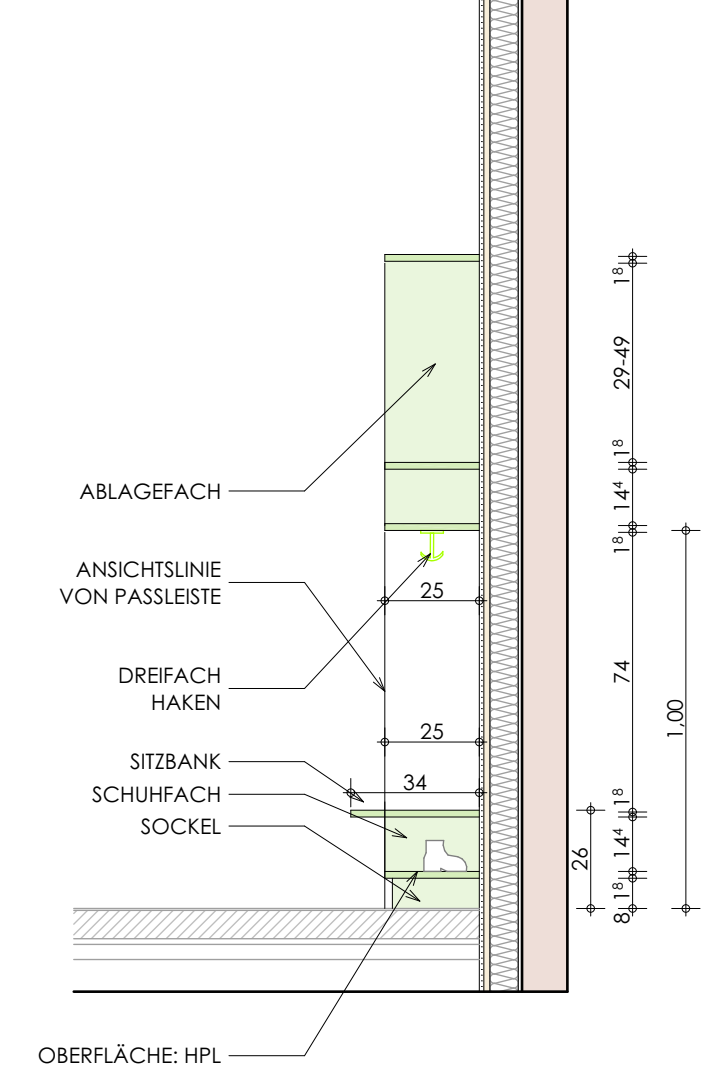 1⁸
29-49
ABLAGEFACH
1⁸
14⁴
1⁸
ANSICHTSLINIE
VON PASSLEISTE
25
DREIFACH
HAKEN
74
1,00
25
SITZBANK
34
SCHUHFACH
1⁸
SOCKEL
14⁴
26
1⁸
8
OBERFLÄCHE: HPL